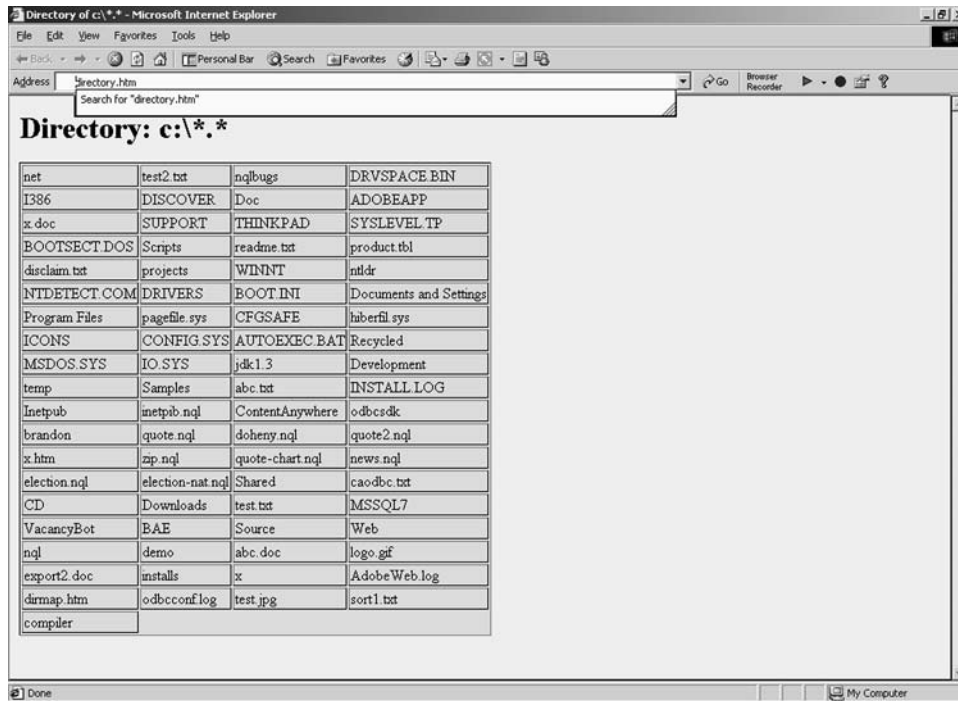 Directory of c:\*.* - Microsoft Internet Explorer
File Edit View Favorites Tools Help
Back Personal Bar Search Favorites
Address directory.htm Go Browser Recorder
Search for "directory.htm"
Directory: c:\*.*
net test2.txt nqlbugs DRVSPACE.BIN
I386 DISCOVER Doc ADOBEAPP
x.doc SUPPORT THINKPAD SYSLEVEL.TP
BOOTSECT.DOS Scripts readme.txt product.tbl
disclaim.txt projects WINNT ntldr
NTDETECT.COM DRIVERS BOOT.INI Documents and Settings
Program Files pagefile.sys CFGSAFE hiberfil.sys
ICONS CONFIG.SYS AUTOEXEC.BAT Recycled
MSDOS.SYS IO.SYS jdk1.3 Development
temp Samples abc.txt INSTALL.LOG
Inetpub inetpib.nql ContentAnywhere odbcsdk
brandon quote.nql doheny.nql quote2.nql
x.htm zip.nql quote-chart.nql news.nql
election.nql election-nat.nql Shared caodbc.txt
CD Downloads test.txt MSSQL7
VacancyBot BAE Source Web
nql demo abc.doc logo.gif
export2.doc installs x AdobeWeb.log
dirmap.htm odbcconf.log test.jpg sort1.txt
compiler
Done My Computer